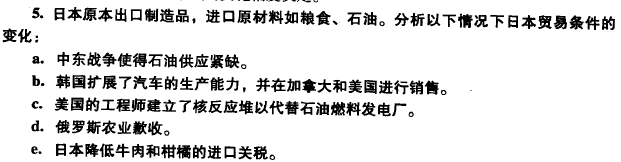 5. 日本原本出口制造品，进口原材料如粮食、石油。分析以下情况下日本贸易条件的
变化：
a. 中东战争使得石油供应紧缺。
b. 韩国扩展了汽车的生产能力，并在加拿大和美国进行销售。
c. 美国的工程师建立了核反应堆以代替石油燃料发电厂。
d. 俄罗斯农业歉收。
e. 日本降低牛肉和柑橘的进口关税。